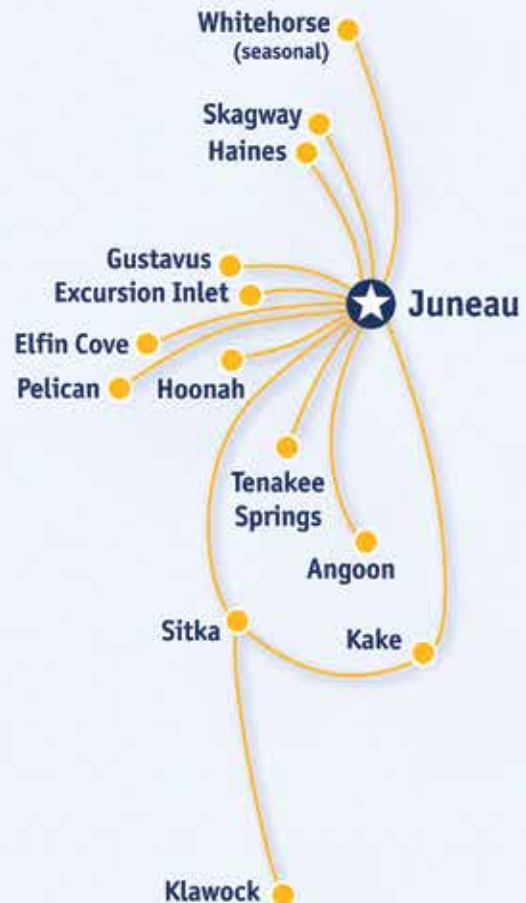 Whitehorse
(seasonal)
Skagway
Haines
Gustavus
Excursion Inlet
Juneau
Elfin Cove
Pelican
Hoonah
Tenakee
Springs
Angoon
Sitka
Kake
Klawock